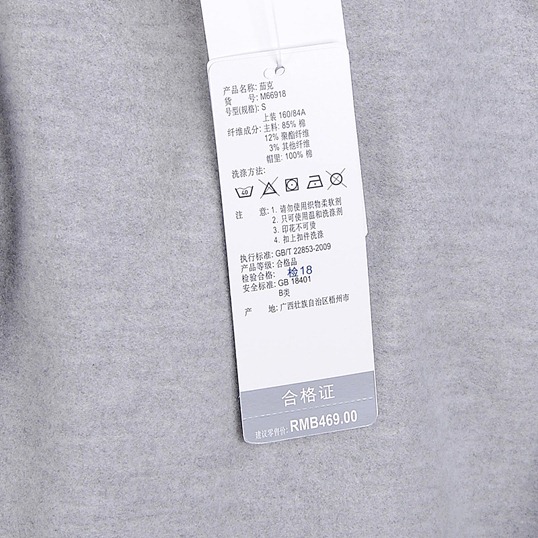 产品名称: 茄克
货 号: M66918
号型(规格): S
上装 160/84A
纤维成分: 主料: 85% 棉
12% 聚酯纤维
3% 其他纤维
帽里: 100% 棉
洗涤方法:
40
注 意: 1. 请勿使用织物柔软剂
2. 只可使用温和洗涤剂
3. 印花不可烫
4. 扣上扣件洗涤
执行标准: GB/T 22853-2009
产品等级: 合格品
检验合格: 检18
安全标准: GB 18401
B类
产 地: 广西壮族自治区梧州市
合格证
建议零售价: RMB469.00